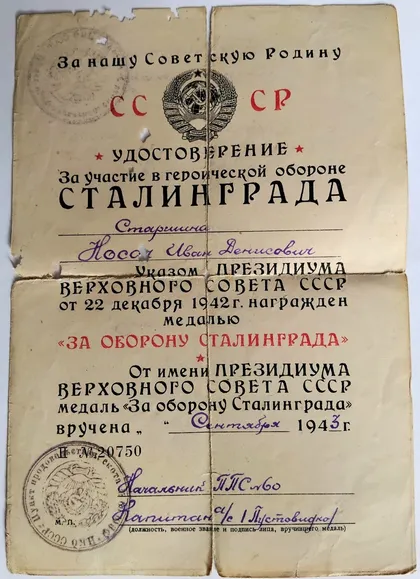 За нашу Советскую Родину
СС СР
УДОСТОВЕРЕНИЕ
За участие в героической обороне
СТАЛИНГРАДА
Старшина
Носов Иван Денисович
Указом ПРЕЗИДИУМА
ВЕРХОВНОГО СОВЕТА СССР
от 22 декабря 1942 г. награжден
медалью
«ЗА ОБОРОНУ СТАЛИНГРАДА»
От имени ПРЕЗИДИУМА
ВЕРХОВНОГО СОВЕТА СССР
медаль «За оборону Сталинграда»
вручена „ “ Сентября 1943 г.
Н № 20750
Начальник ППС №60
м.п. Капитан а/с /Пустовидко/
(должность, военное звание и подпись лица, вручившего медаль)